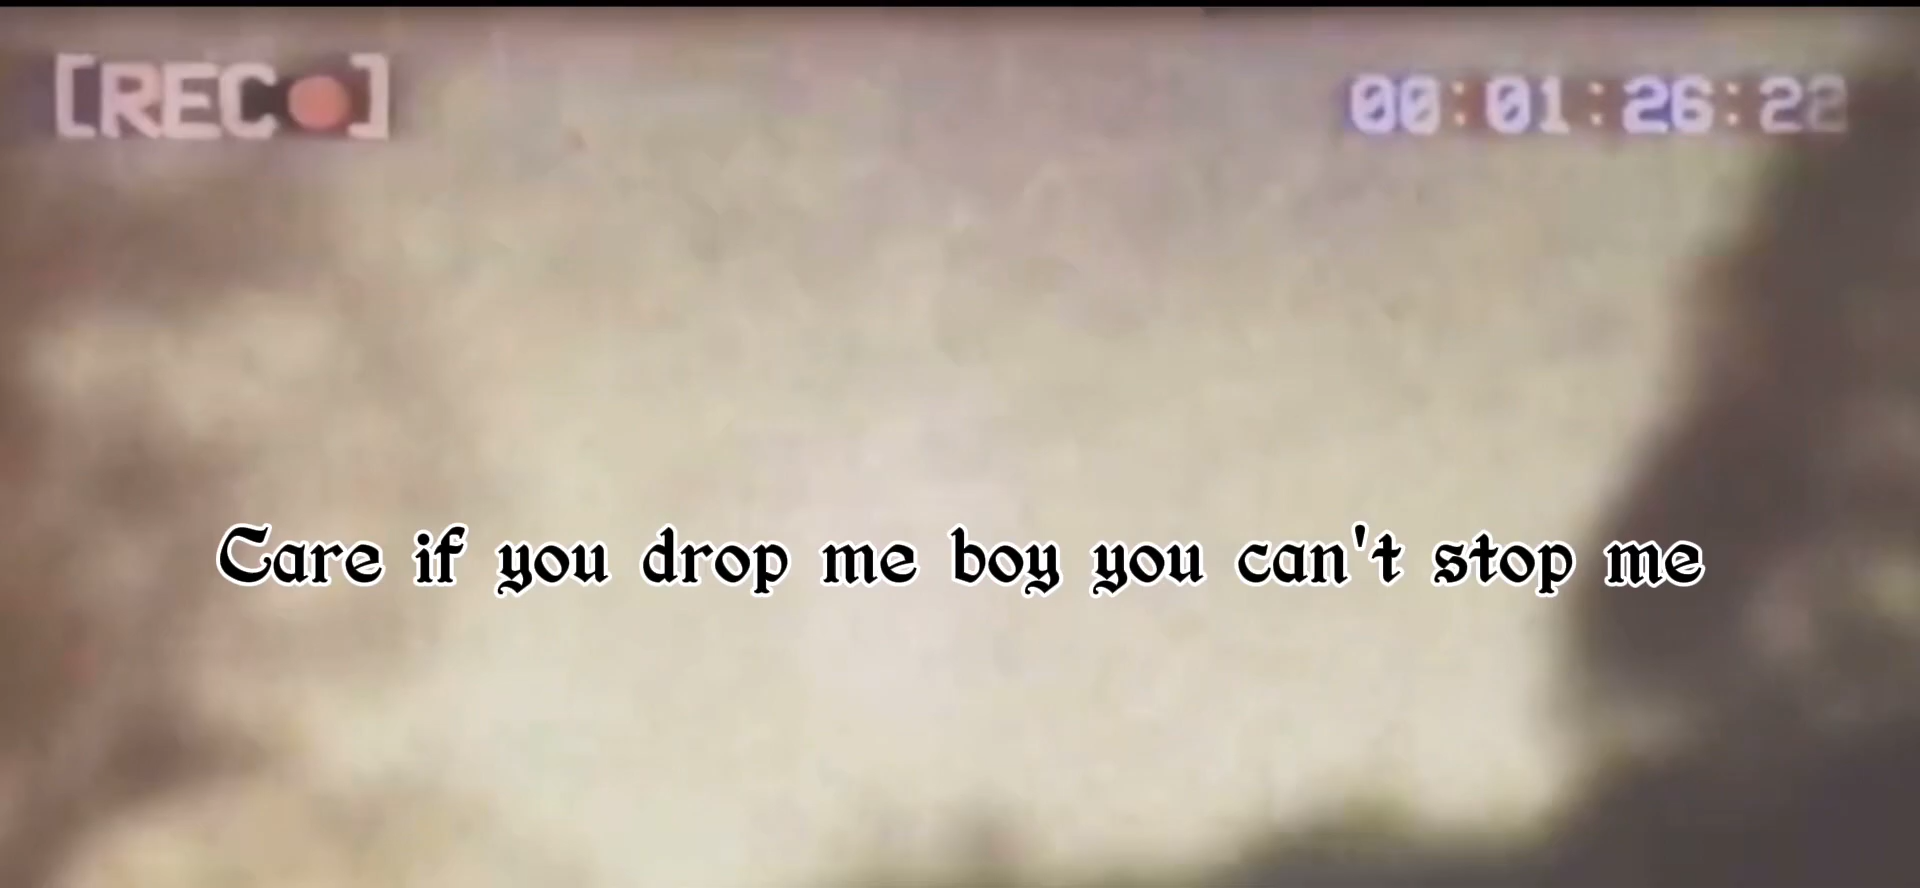 [REC●] 00:01:26:22
Care if you drop me boy you can't stop me